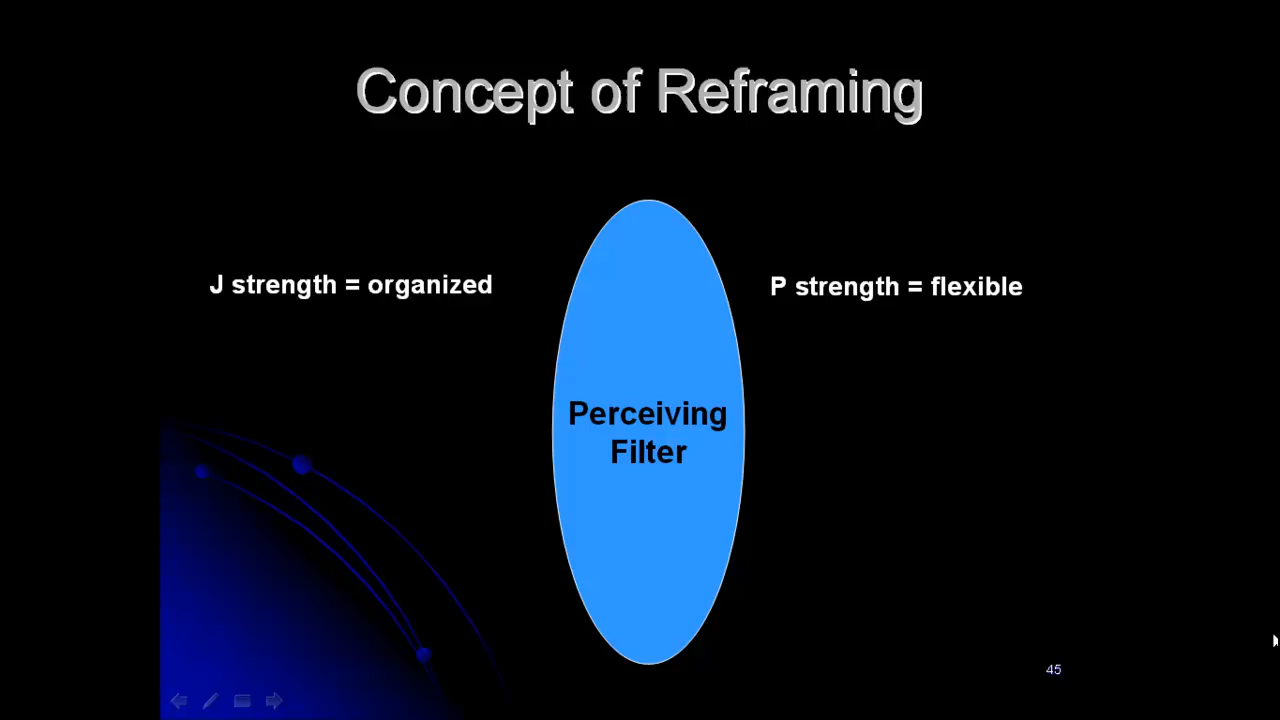 Concept of Reframing
J strength = organized
P strength = flexible
Perceiving
Filter
45